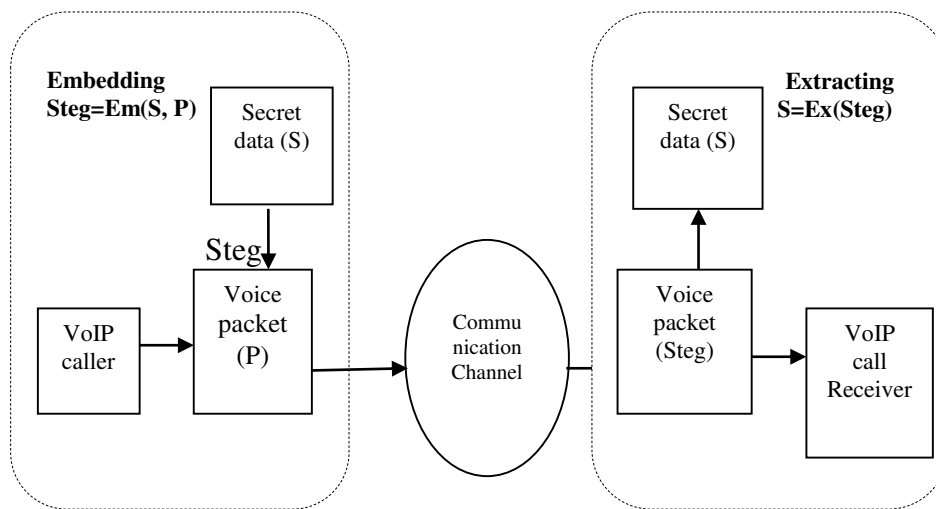 Embedding
Steg=Em(S, P)
Secret
data (S)
Steg
VoIP
caller
Voice
packet
(P)
Commu
nication
Channel
Extracting
S=Ex(Steg)
Secret
data (S)
Voice
packet
(Steg)
VoIP
call
Receiver